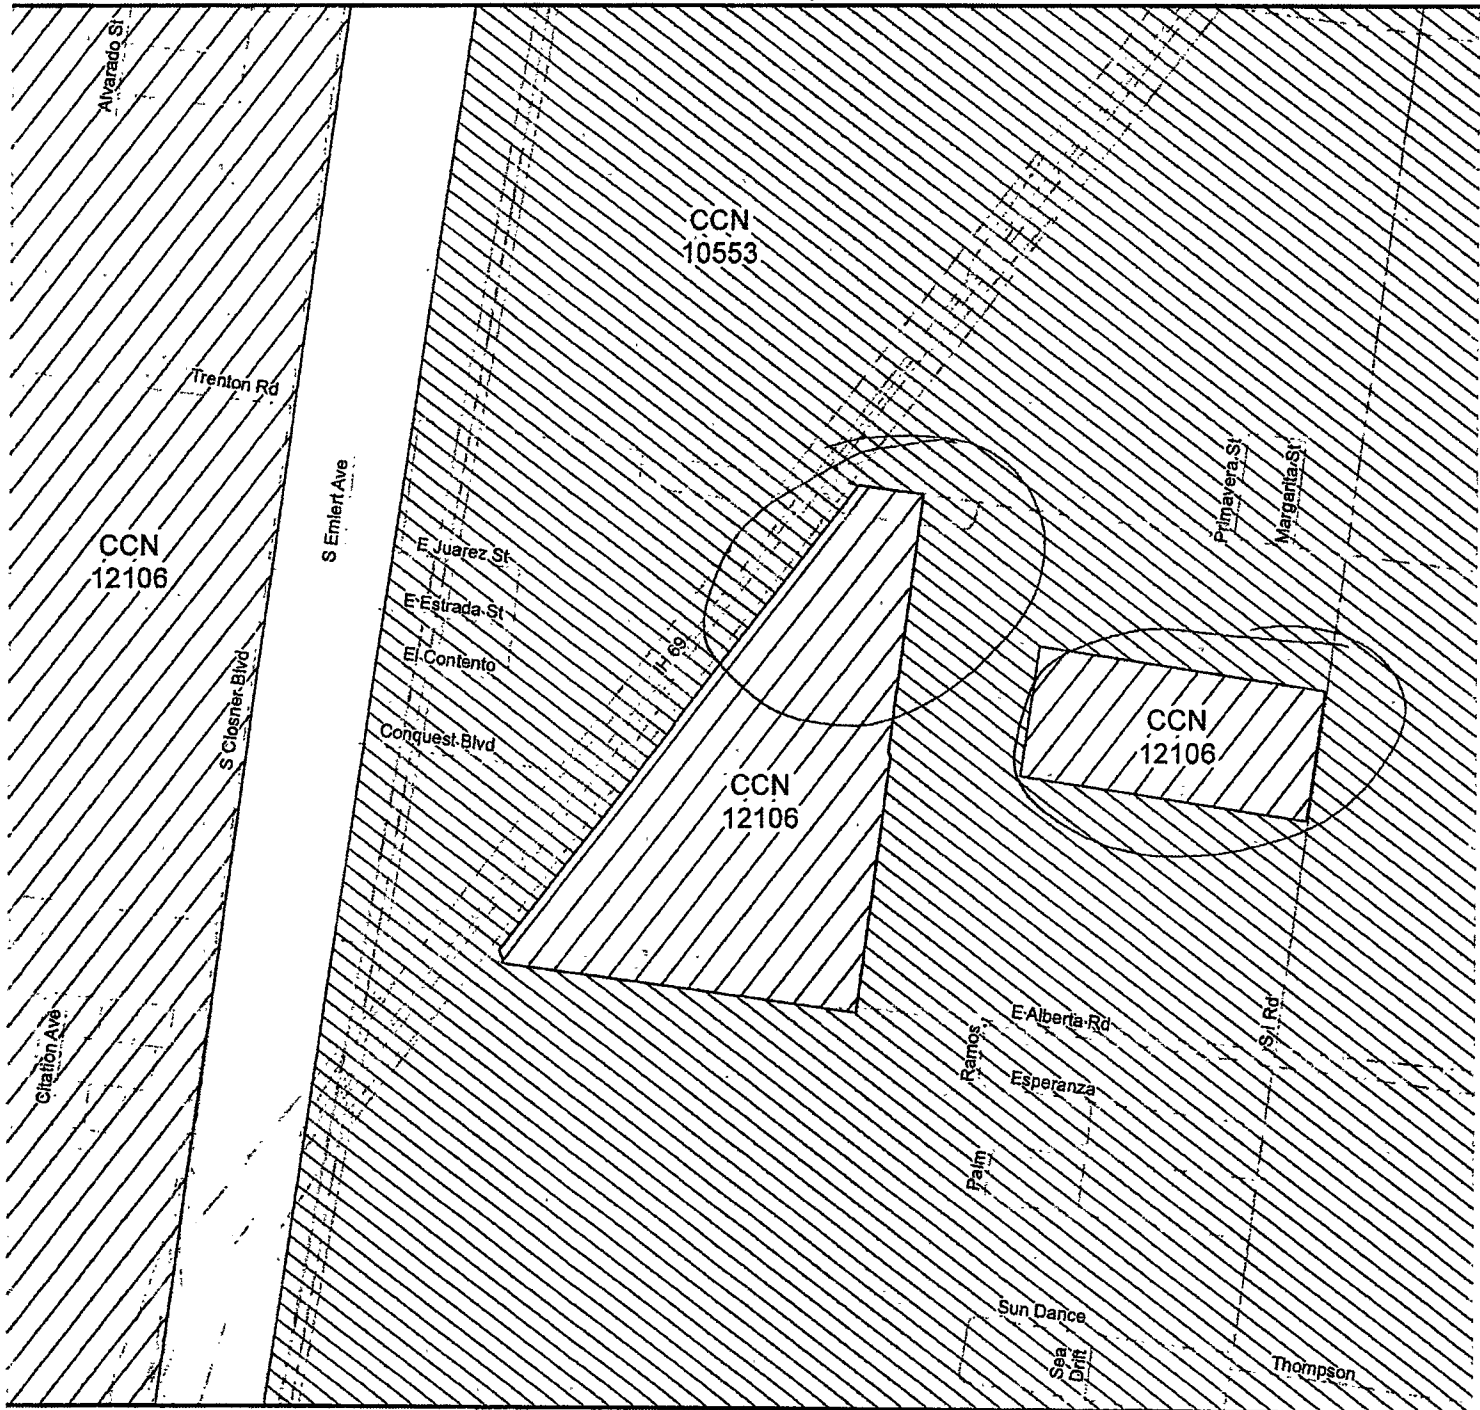 Alvarado St
CCN
10553
Trenton Rd
S Emlert Ave
Primavera St
Margarita St
CCN
12106
E Juarez St
E Estrada St
El Contento
IH 69
S Closner Blvd
Conquest Blvd
CCN
12106
CCN
12106
Citation Ave
E Alberta Rd
Ramos
S I Rd
Esperanza
Palm
Sun Dance
Sea
Drift
Thompson